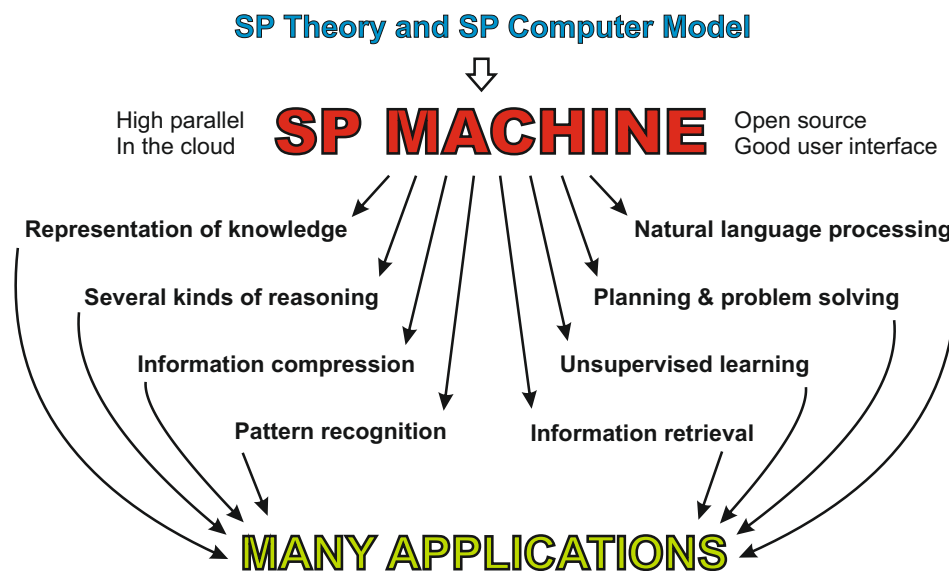 SP Theory and SP Computer Model
High parallel
In the cloud
SP MACHINE
Open source
Good user interface
Representation of knowledge
Natural language processing
Several kinds of reasoning
Planning & problem solving
Information compression
Unsupervised learning
Pattern recognition
Information retrieval
MANY APPLICATIONS